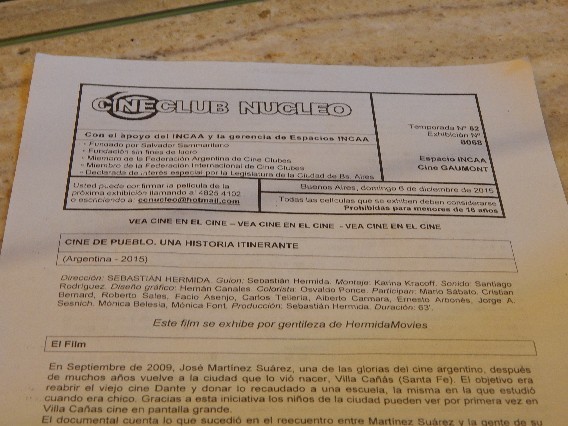 CINECLUB NUCLEO
Con el apoyo del INCAA y la gerencia de Espacios INCAA
- Fundado por Salvador Sammaritano
- Fundación sin fines de lucro
- Miembro de la Federación Argentina de Cine Clubes
- Miembro de la Federación Internacional de Cine Clubes
- Declarada de interés especial por la Legislatura de la Ciudad de Bs. Aires
Temporada Nº 62
Exhibición Nº
8068
Espacio INCAA
Cine GAUMONT
Usted puede confirmar la película de la
próxima exhibición llamando al 4825 4102
o escribiendo a: ccnucleo@hotmail.com
Buenos Aires, domingo 6 de diciembre de 2015
Todas las películas que se exhiben deben considerarse
Prohibidas para menores de 16 años
VEA CINE EN EL CINE – VEA CINE EN EL CINE - VEA CINE EN EL CINE
CINE DE PUEBLO. UNA HISTORIA ITINERANTE
(Argentina - 2015)
Dirección: SEBASTIÁN HERMIDA. Guion: Sebastián Hermida. Montaje: Karina Kracoff. Sonido: Santiago
Rodríguez. Diseño gráfico: Hernán Canales. Colorista: Osvaldo Ponce. Participan: Mario Sábato, Cristian
Bernard, Roberto Sales, Facio Asenjo, Carlos Tellería, Alberto Carmara, Ernesto Arbonés, Jorge A.
Sesnich, Mónica Belesia, Mónica Font. Producción: Sebastián Hermida. Duración: 63'.
Este film se exhibe por gentileza de HermidaMovies
El Film
En Septiembre de 2009, José Martínez Suárez, una de las glorias del cine argentino, después
de muchos años vuelve a la ciudad que lo vió nacer, Villa Cañás (Santa Fe). El objetivo era
reabrir el viejo cine Dante y donar lo recaudado a una escuela, la misma en la que estudió
cuando era chico. Gracias a esta iniciativa los niños de la ciudad pueden ver por primera vez en
Villa Cañas cine en pantalla grande.
El documental cuenta lo que sucedió en el reecuentro entre Martínez Suárez y la gente de su